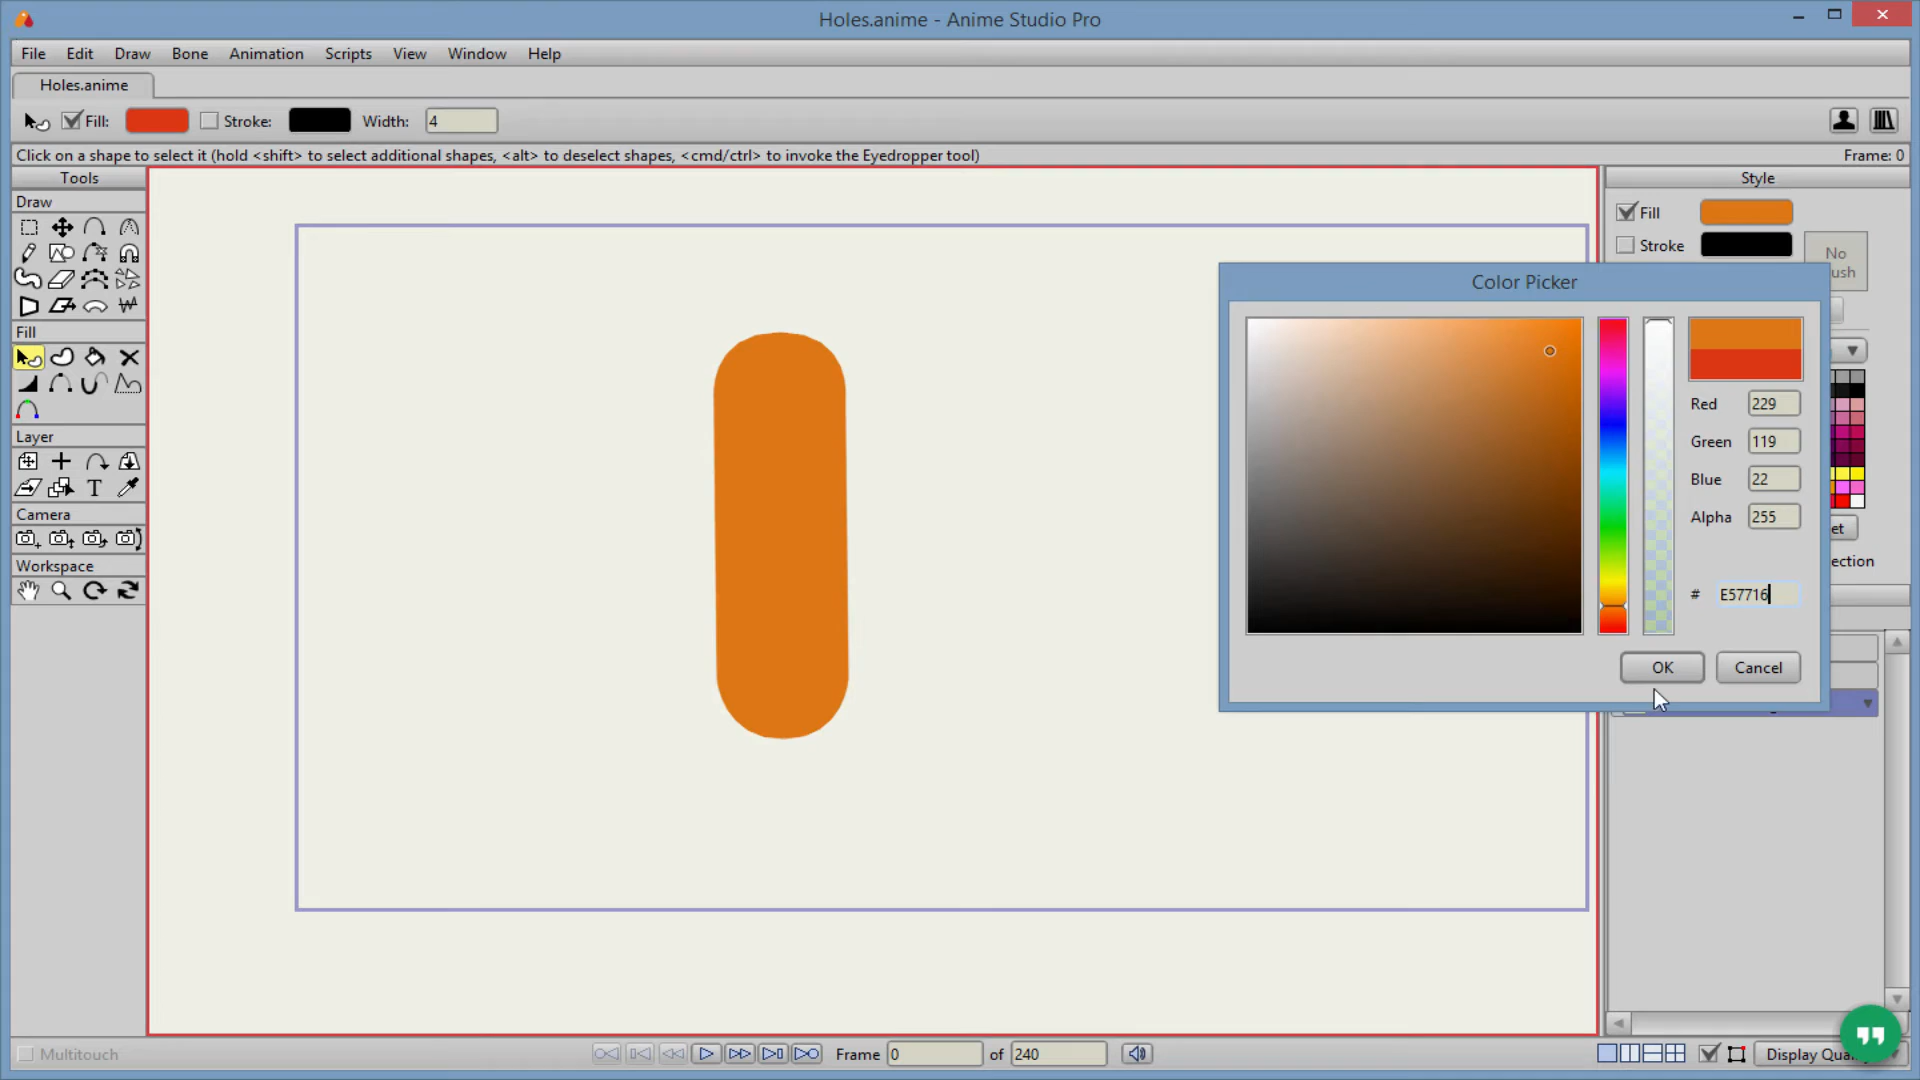 Holes.anime - Anime Studio Pro
File Edit Draw Bone Animation Scripts View Window Help
Holes.anime
Fill: Stroke: Width: 4
Click on a shape to select it (hold <shift> to select additional shapes, <alt> to deselect shapes, <cmd/ctrl> to invoke the Eyedropper tool) Frame: 0
Tools
Style
Draw
Fill
Stroke
No
ush
Color Picker
Fill
Red 229
Green 119
Blue 22
Alpha 255
et
ection
# E57716
OK Cancel
Layer
T
Camera
Workspace
Multitouch
Frame 0 of 240
Display Qua